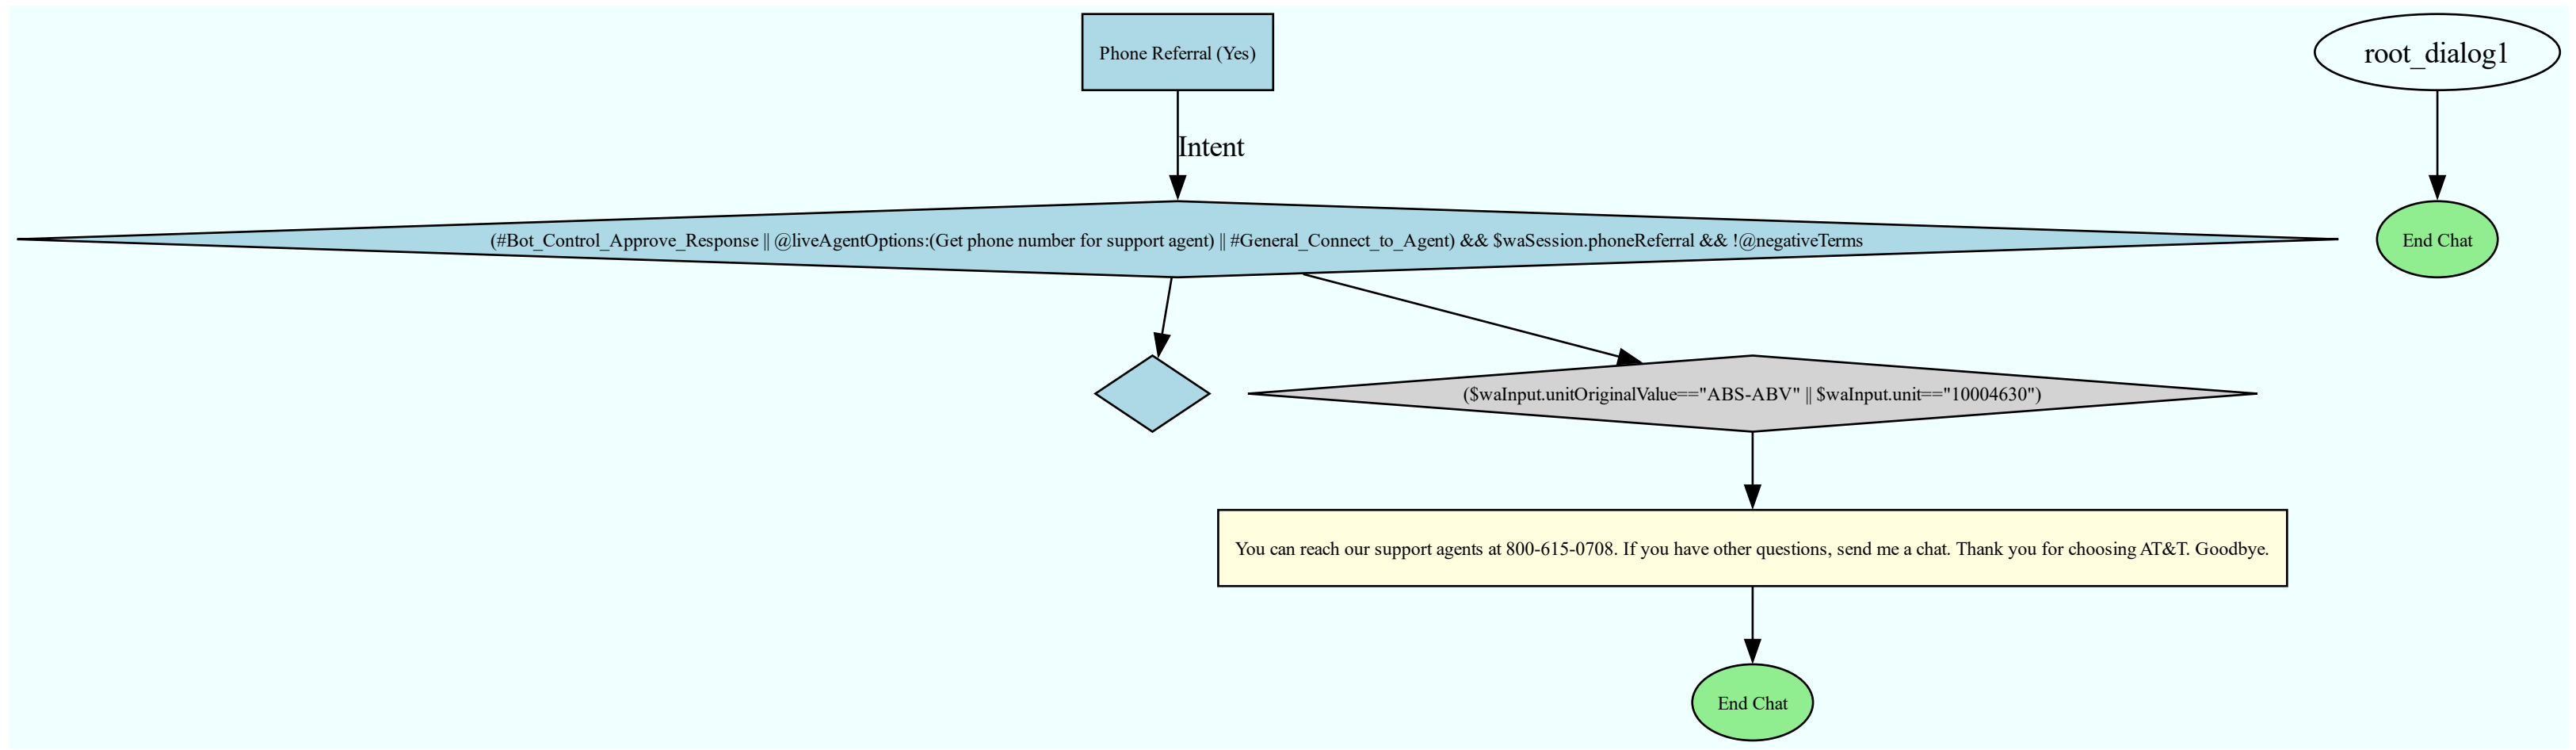 Phone Referral (Yes)
root_dialog1
Intent
(#Bot_Control_Approve_Response || @liveAgentOptions:(Get phone number for support agent) || #General_Connect_to_Agent) && $waSession.phoneReferral && !@negativeTerms
End Chat
($waInput.unitOriginalValue=="ABS-ABV" || $waInput.unit=="10004630")
You can reach our support agents at 800-615-0708. If you have other questions, send me a chat. Thank you for choosing AT&T. Goodbye.
End Chat